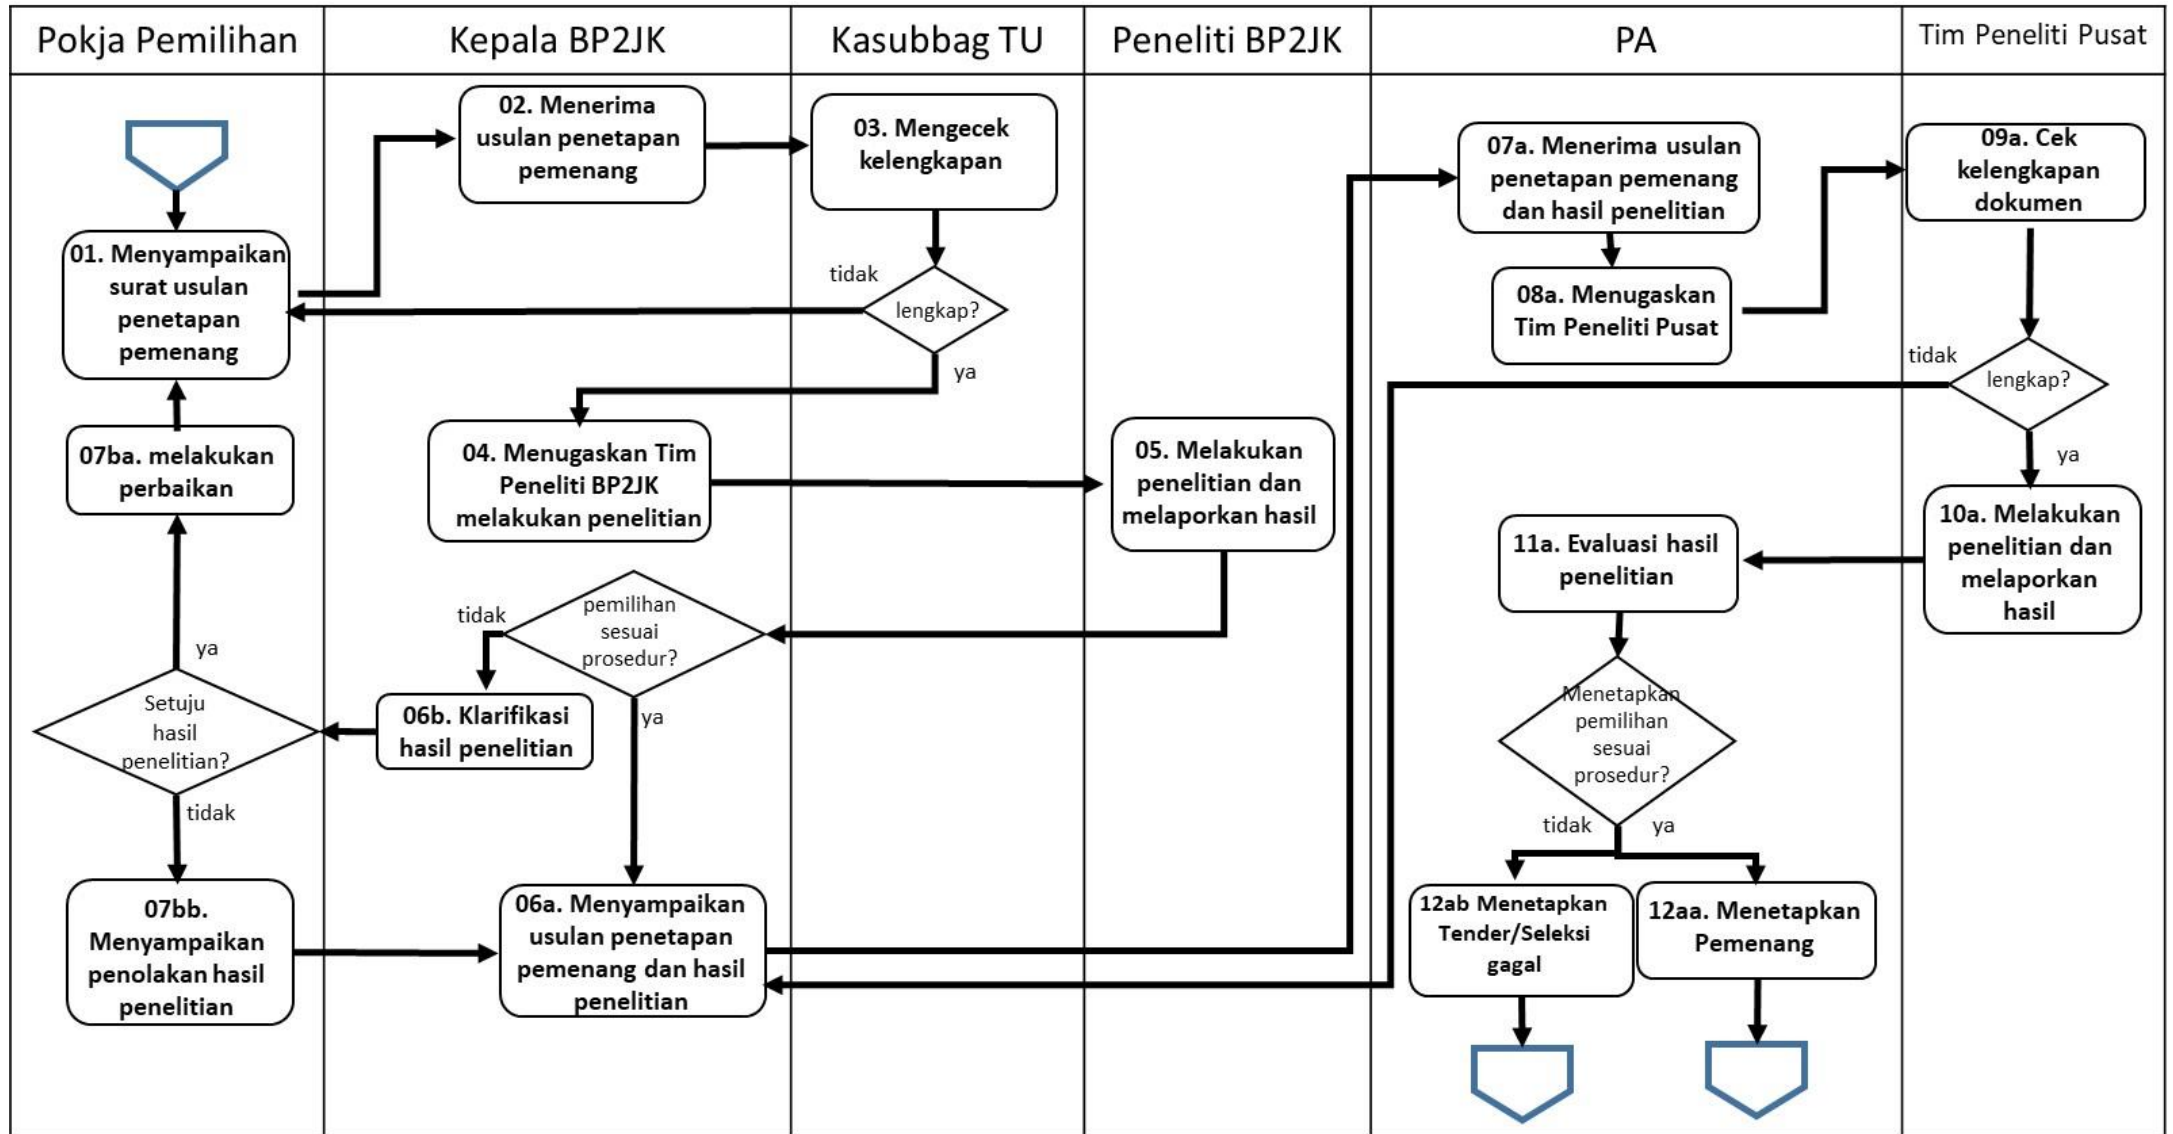 Pokja Pemilihan
Kepala BP2JK
Kasubbag TU
Peneliti BP2JK
PA
Tim Peneliti Pusat
01. Menyampaikan
surat usulan
penetapan
pemenang
07ba. melakukan
perbaikan
ya
Setuju
hasil
penelitian?
tidak
07bb.
Menyampaikan
penolakan hasil
penelitian
02. Menerima
usulan penetapan
pemenang
04. Menugaskan Tim
Peneliti BP2JK
melakukan penelitian
tidak
pemilihan
sesuai
prosedur?
ya
06b. Klarifikasi
hasil penelitian
06a. Menyampaikan
usulan penetapan
pemenang dan hasil
penelitian
03. Mengecek
kelengkapan
tidak
lengkap?
ya
05. Melakukan
penelitian dan
melaporkan hasil
07a. Menerima usulan
penetapan pemenang
dan hasil penelitian
08a. Menugaskan
Tim Peneliti Pusat
11a. Evaluasi hasil
penelitian
Menetapkan
pemilihan
sesuai
prosedur?
tidak
ya
12ab Menetapkan
Tender/Seleksi
gagal
12aa. Menetapkan
Pemenang
09a. Cek
kelengkapan
dokumen
tidak
lengkap?
ya
10a. Melakukan
penelitian dan
melaporkan
hasil